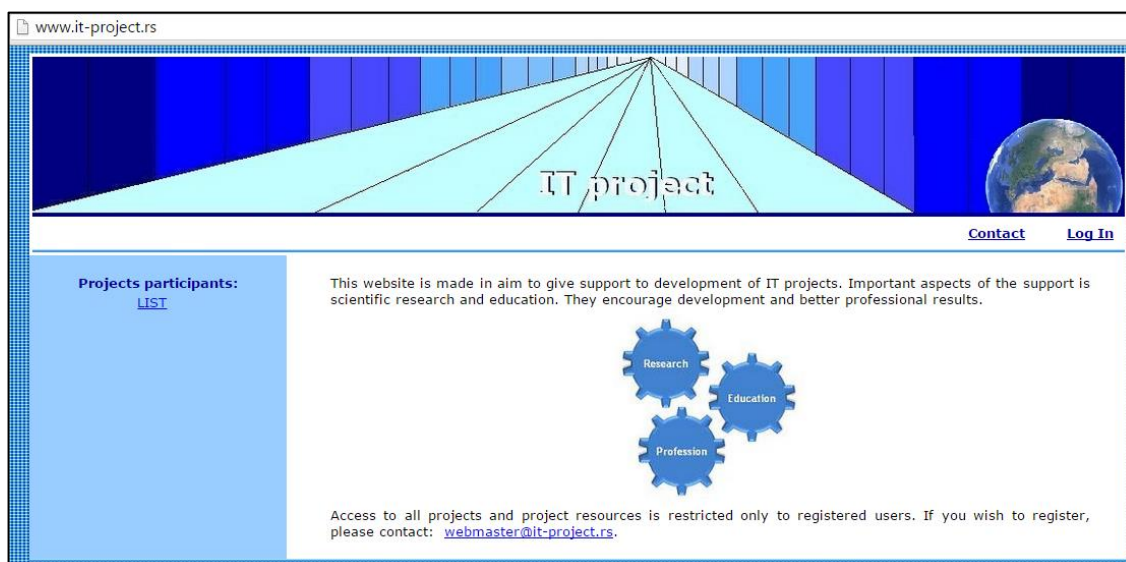 www.it-project.rs
IT project
Contact Log In
Projects participants:
LIST
This website is made in aim to give support to development of IT projects. Important aspects of the support is
scientific research and education. They encourage development and better professional results.
Research
Education
Profession
Access to all projects and project resources is restricted only to registered users. If you wish to register,
please contact: webmaster@it-project.rs.